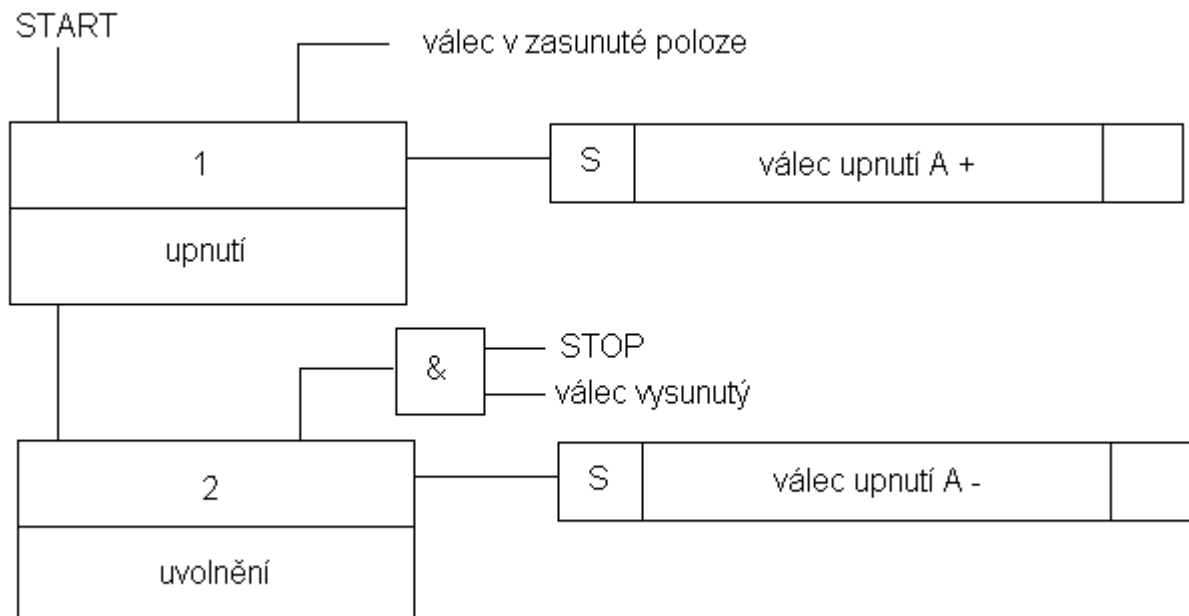 START
válec v zasunuté poloze
1
S
válec upnutí A +
upnutí
&
STOP
válec vysunutý
2
S
válec upnutí A -
uvolnění